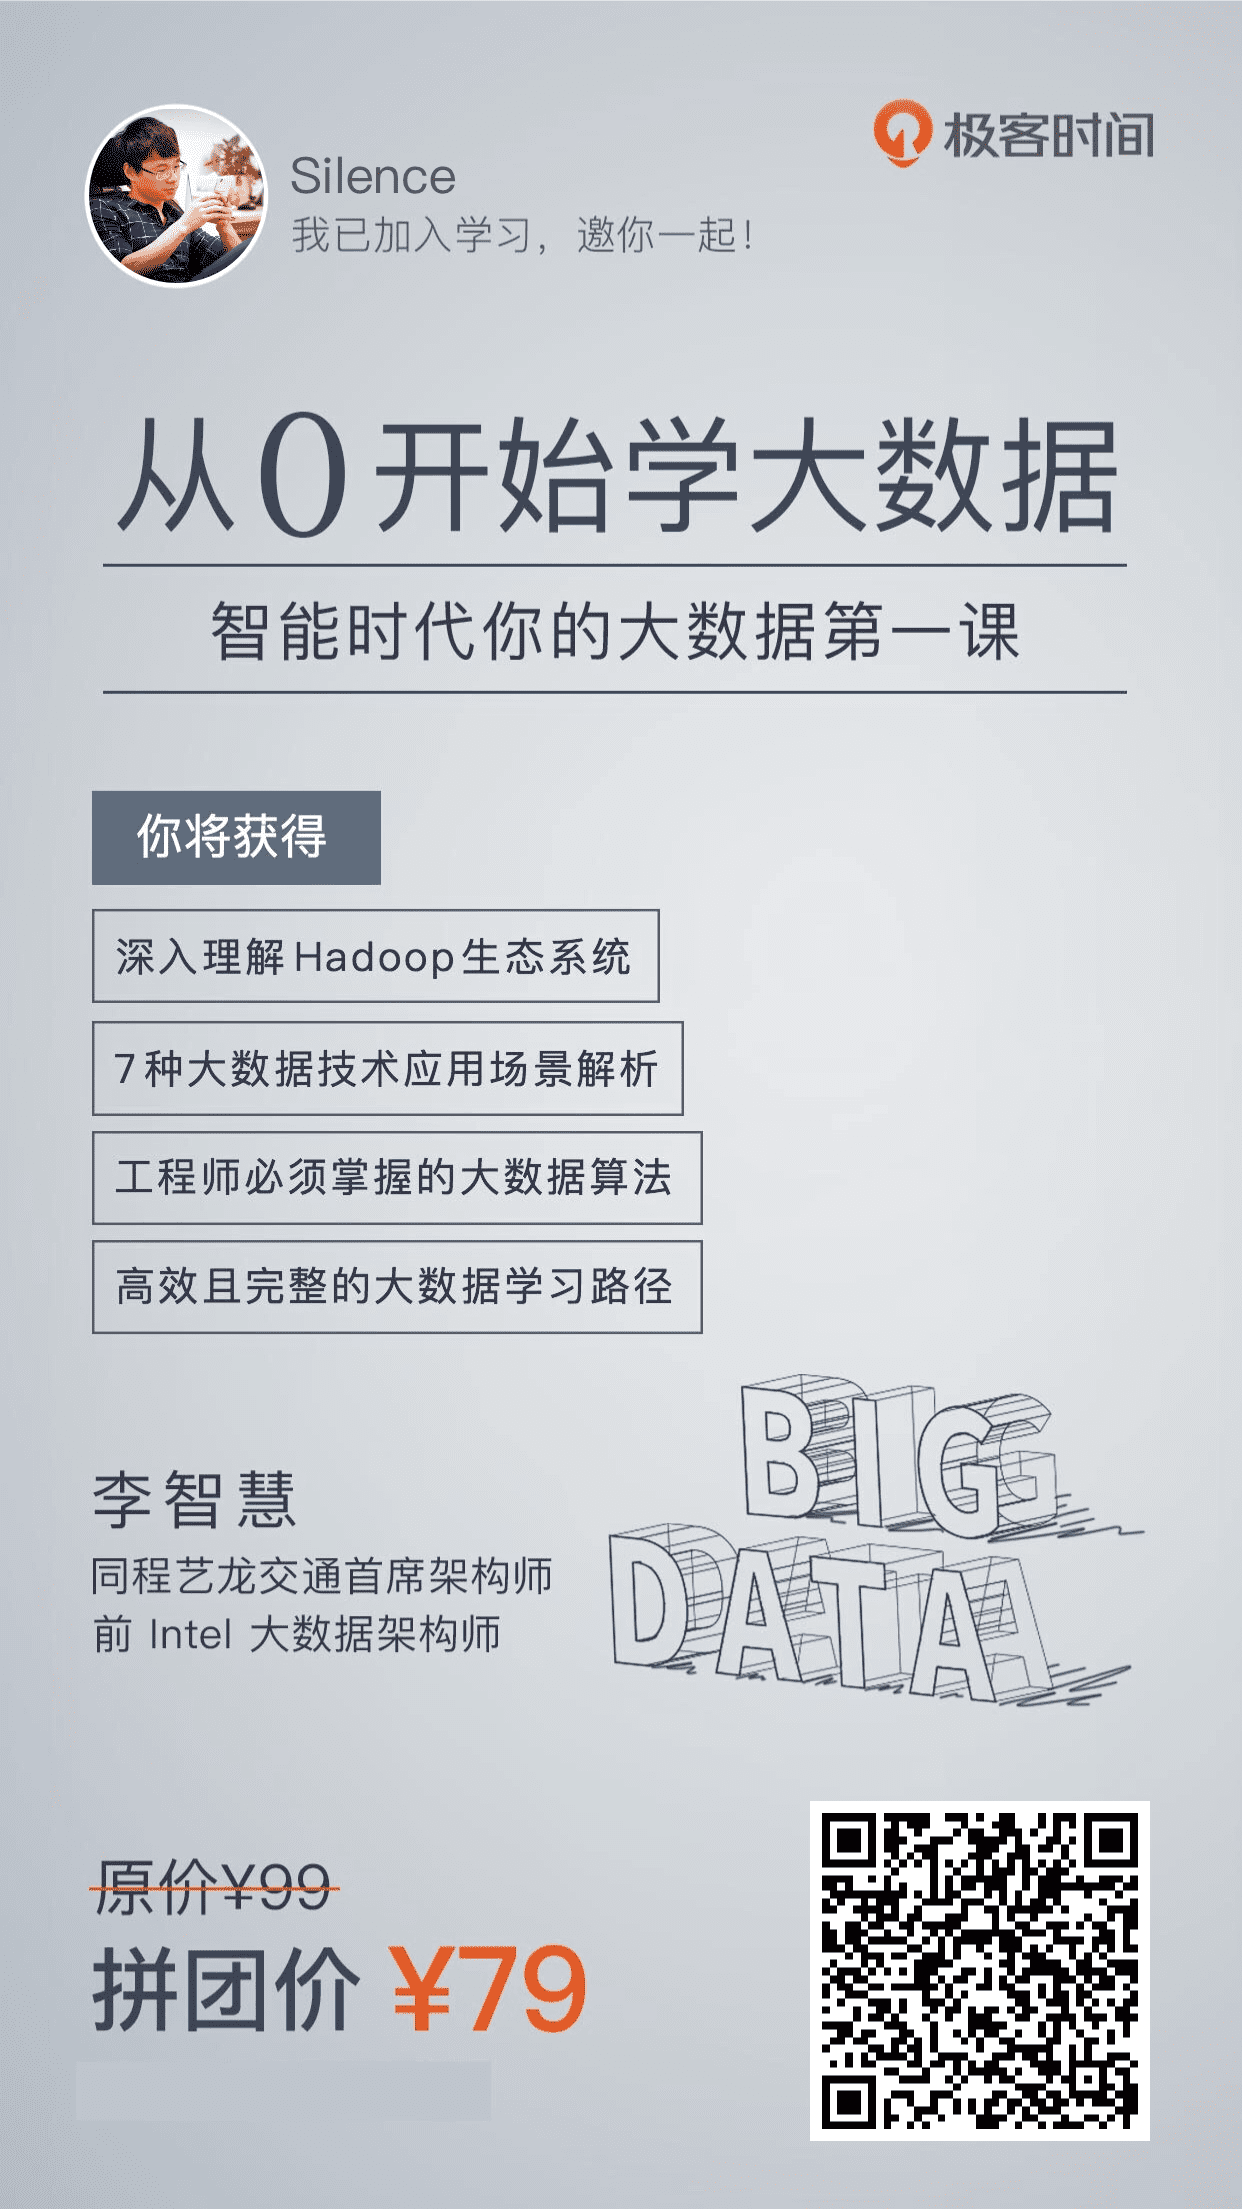 极客时间
Silence
我已加入学习，邀你一起！
从0开始学大数据
智能时代你的大数据第一课
你将获得
深入理解Hadoop生态系统
7种大数据技术应用场景解析
工程师必须掌握的大数据算法
高效且完整的大数据学习路径
BIG
DATA
李智慧
同程艺龙交通首席架构师
前 Intel 大数据架构师
原价¥99
拼团价 ¥79